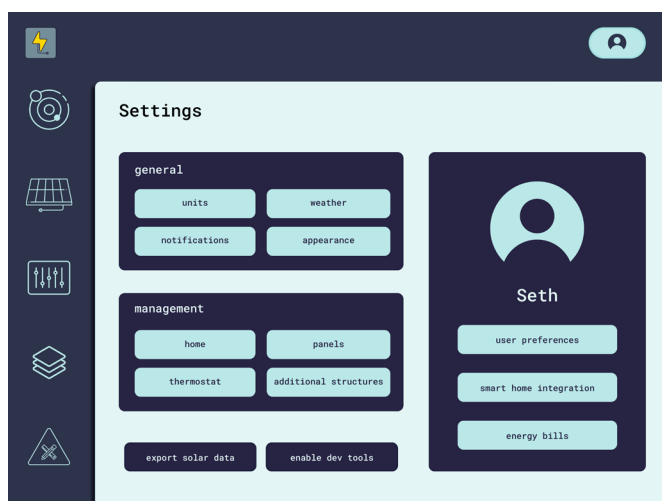 Settings
general
units
weather
notifications
appearance
management
home
panels
thermostat
additional structures
export solar data
enable dev tools
Seth
user preferences
smart home integration
energy bills